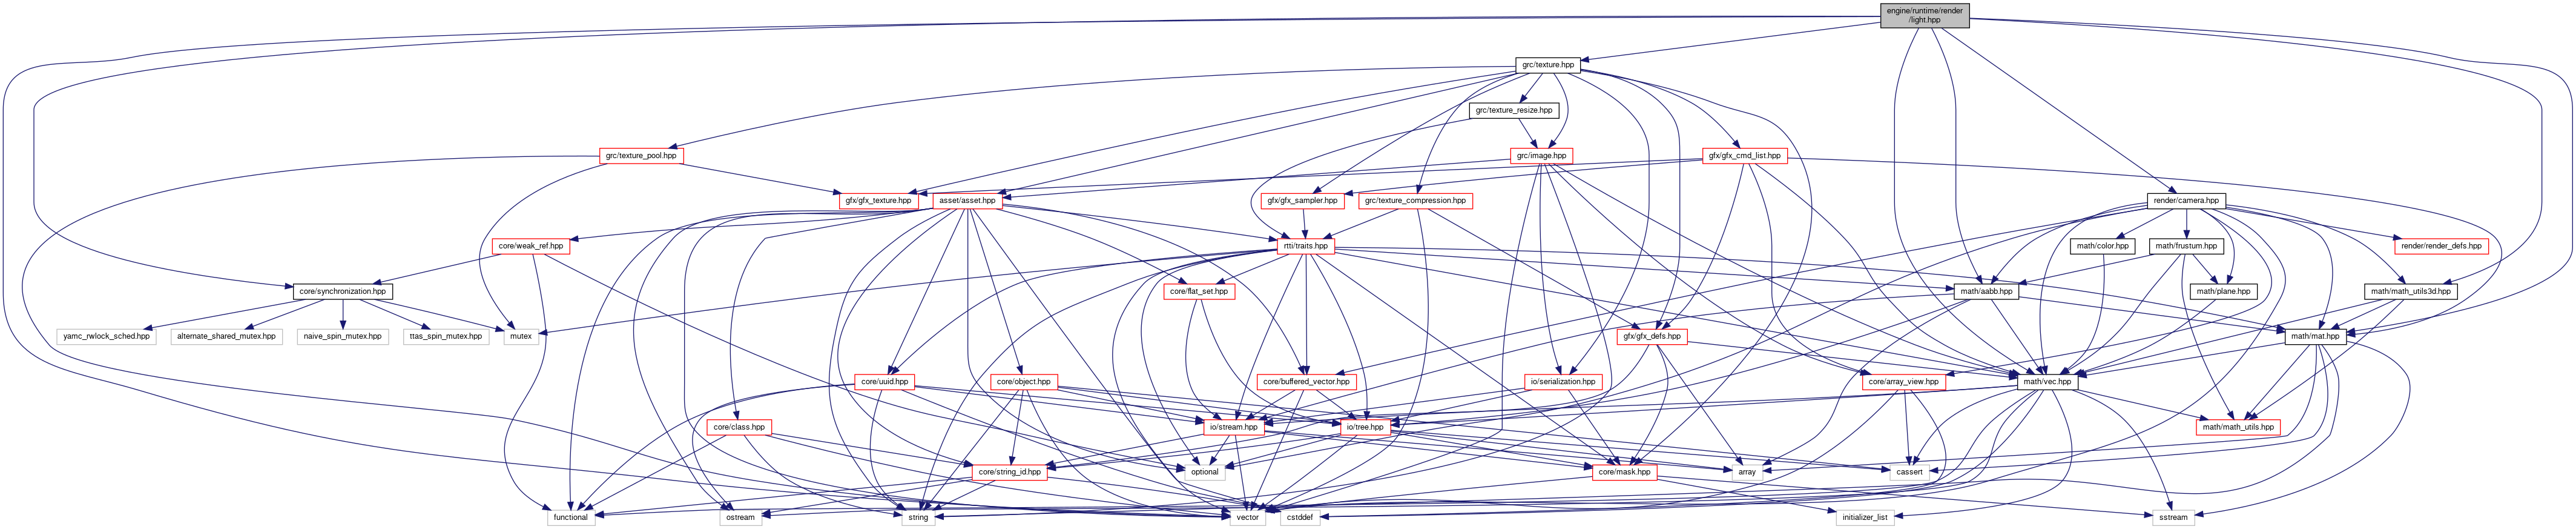 engine/runtime/render
/light.hpp
grc/texture.hpp
grc/texture_resize.hpp
grc/texture_pool.hpp
grc/image.hpp
gfx/gfx_cmd_list.hpp
gfx/gfx_texture.hpp
asset/asset.hpp
gfx/gfx_sampler.hpp
grc/texture_compression.hpp
render/camera.hpp
core/weak_ref.hpp
rtti/traits.hpp
math/color.hpp
math/frustum.hpp
render/render_defs.hpp
core/synchronization.hpp
core/flat_set.hpp
math/aabb.hpp
math/plane.hpp
math/math_utils3d.hpp
yamc_rwlock_sched.hpp
alternate_shared_mutex.hpp
naive_spin_mutex.hpp
ttas_spin_mutex.hpp
mutex
gfx/gfx_defs.hpp
math/mat.hpp
core/uuid.hpp
core/object.hpp
core/buffered_vector.hpp
io/serialization.hpp
core/array_view.hpp
math/vec.hpp
core/class.hpp
io/stream.hpp
io/tree.hpp
math/math_utils.hpp
core/string_id.hpp
optional
core/mask.hpp
array
cassert
functional
ostream
string
vector
cstddef
initializer_list
sstream